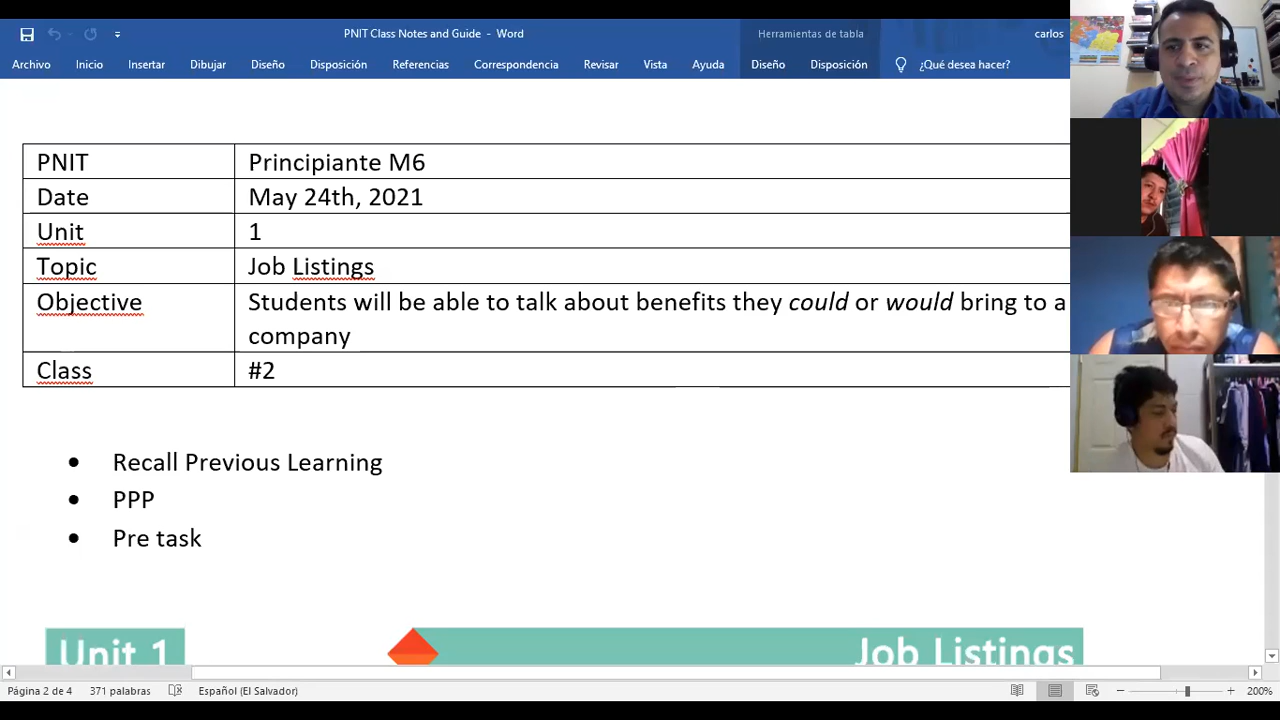 PNIT Class Notes and Guide - Word
Herramientas de tabla
carlos
Archivo Inicio Insertar Dibujar Diseño Disposición Referencias Correspondencia Revisar Vista Ayuda Diseño Disposición ¿Qué desea hacer?
PNIT Principiante M6
Date May 24th, 2021
Unit 1
Topic Job Listings
Objective Students will be able to talk about benefits they could or would bring to a
company
Class #2
• Recall Previous Learning
• PPP
• Pre task
Unit 1 Job Listings
Página 2 de 4 371 palabras Español (El Salvador) 200%